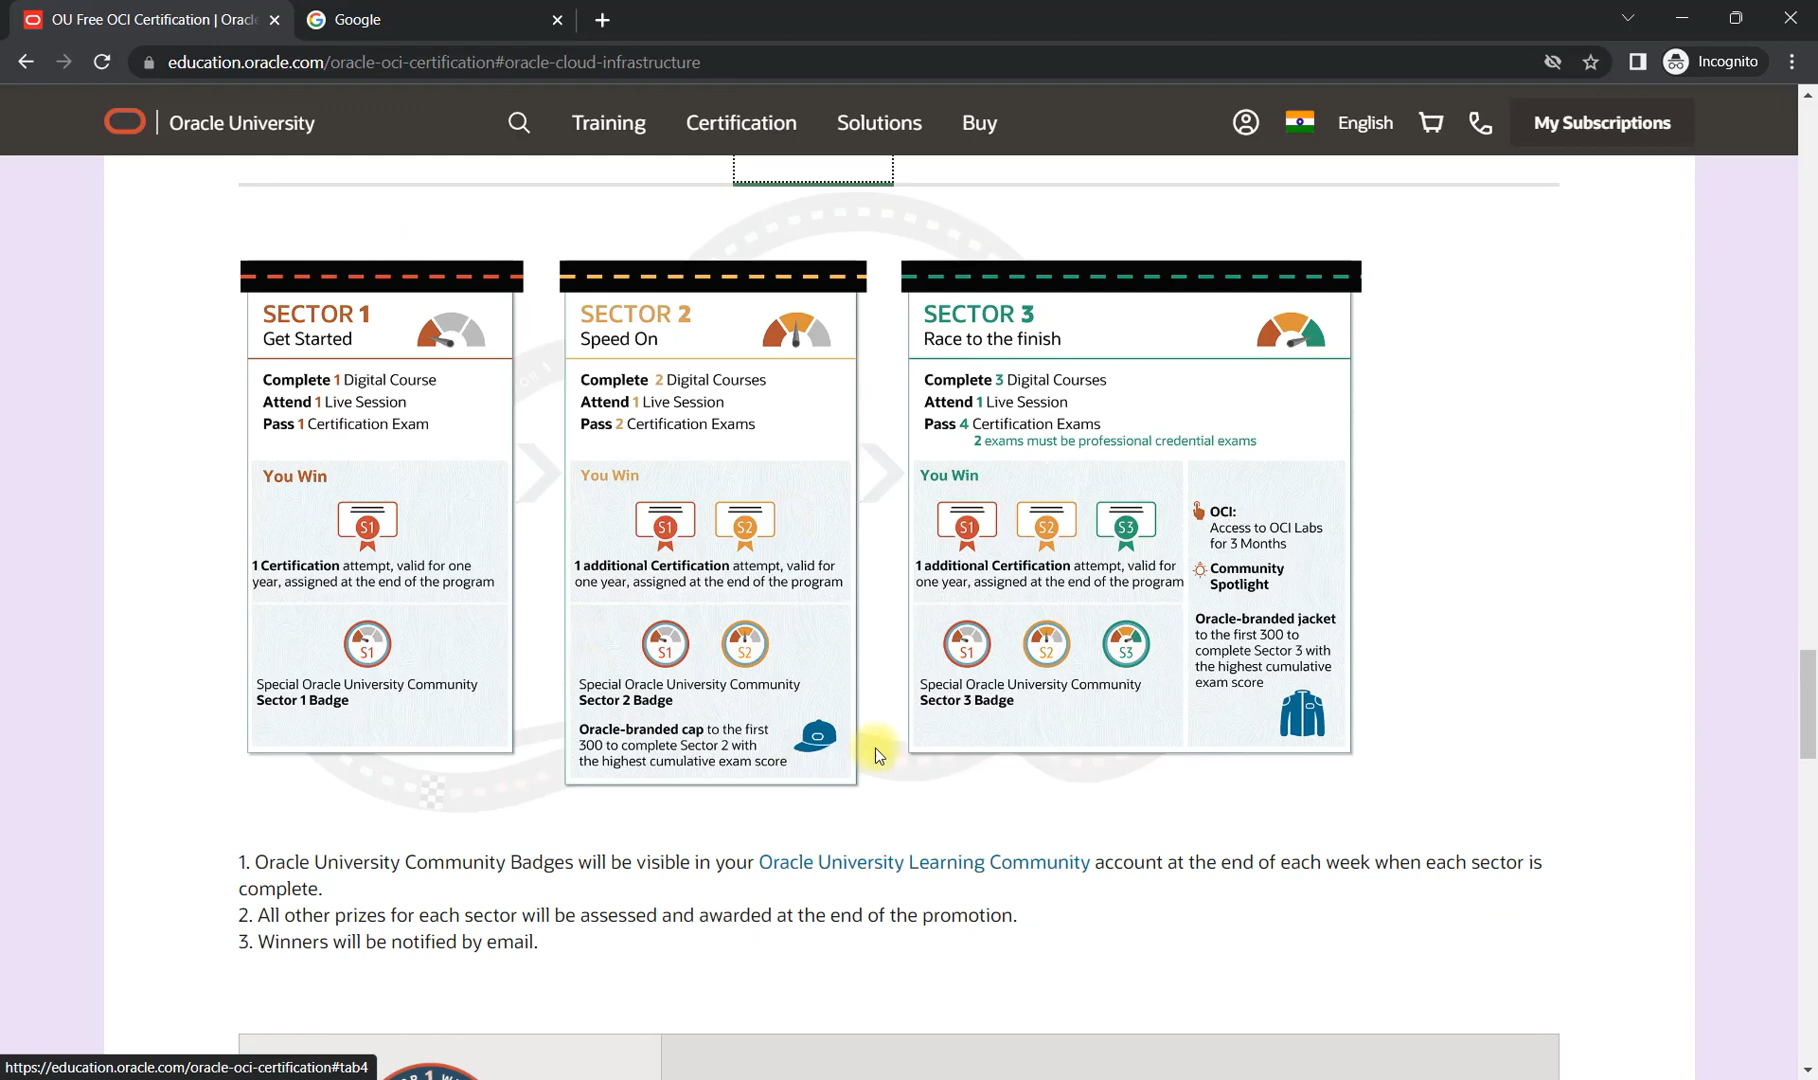 OU Free OCI Certification | Oracle
Google
education.oracle.com/oracle-oci-certification#oracle-cloud-infrastructure
Incognito
Oracle University
Training
Certification
Solutions
Buy
English
My Subscriptions
SECTOR 1
Get Started
Complete 1 Digital Course
Attend 1 Live Session
Pass 1 Certification Exam
You Win
S1
1 Certification attempt, valid for one
year, assigned at the end of the program
S1
Special Oracle University Community
Sector 1 Badge
SECTOR 2
Speed On
Complete 2 Digital Courses
Attend 1 Live Session
Pass 2 Certification Exams
You Win
S1
S2
1 additional Certification attempt, valid for
one year, assigned at the end of the program
S1
S2
Special Oracle University Community
Sector 2 Badge
Oracle-branded cap to the first
300 to complete Sector 2 with
the highest cumulative exam score
SECTOR 3
Race to the finish
Complete 3 Digital Courses
Attend 1 Live Session
Pass 4 Certification Exams
2 exams must be professional credential exams
You Win
S1
S2
S3
1 additional Certification attempt, valid for
one year, assigned at the end of the program
S1
S2
S3
Special Oracle University Community
Sector 3 Badge
OCI:
Access to OCI Labs
for 3 Months
Community
Spotlight
Oracle-branded jacket
to the first 300 to
complete Sector 3 with
the highest cumulative
exam score
1. Oracle University Community Badges will be visible in your Oracle University Learning Community account at the end of each week when each sector is
complete.
2. All other prizes for each sector will be assessed and awarded at the end of the promotion.
3. Winners will be notified by email.
https://education.oracle.com/oracle-oci-certification#tab4